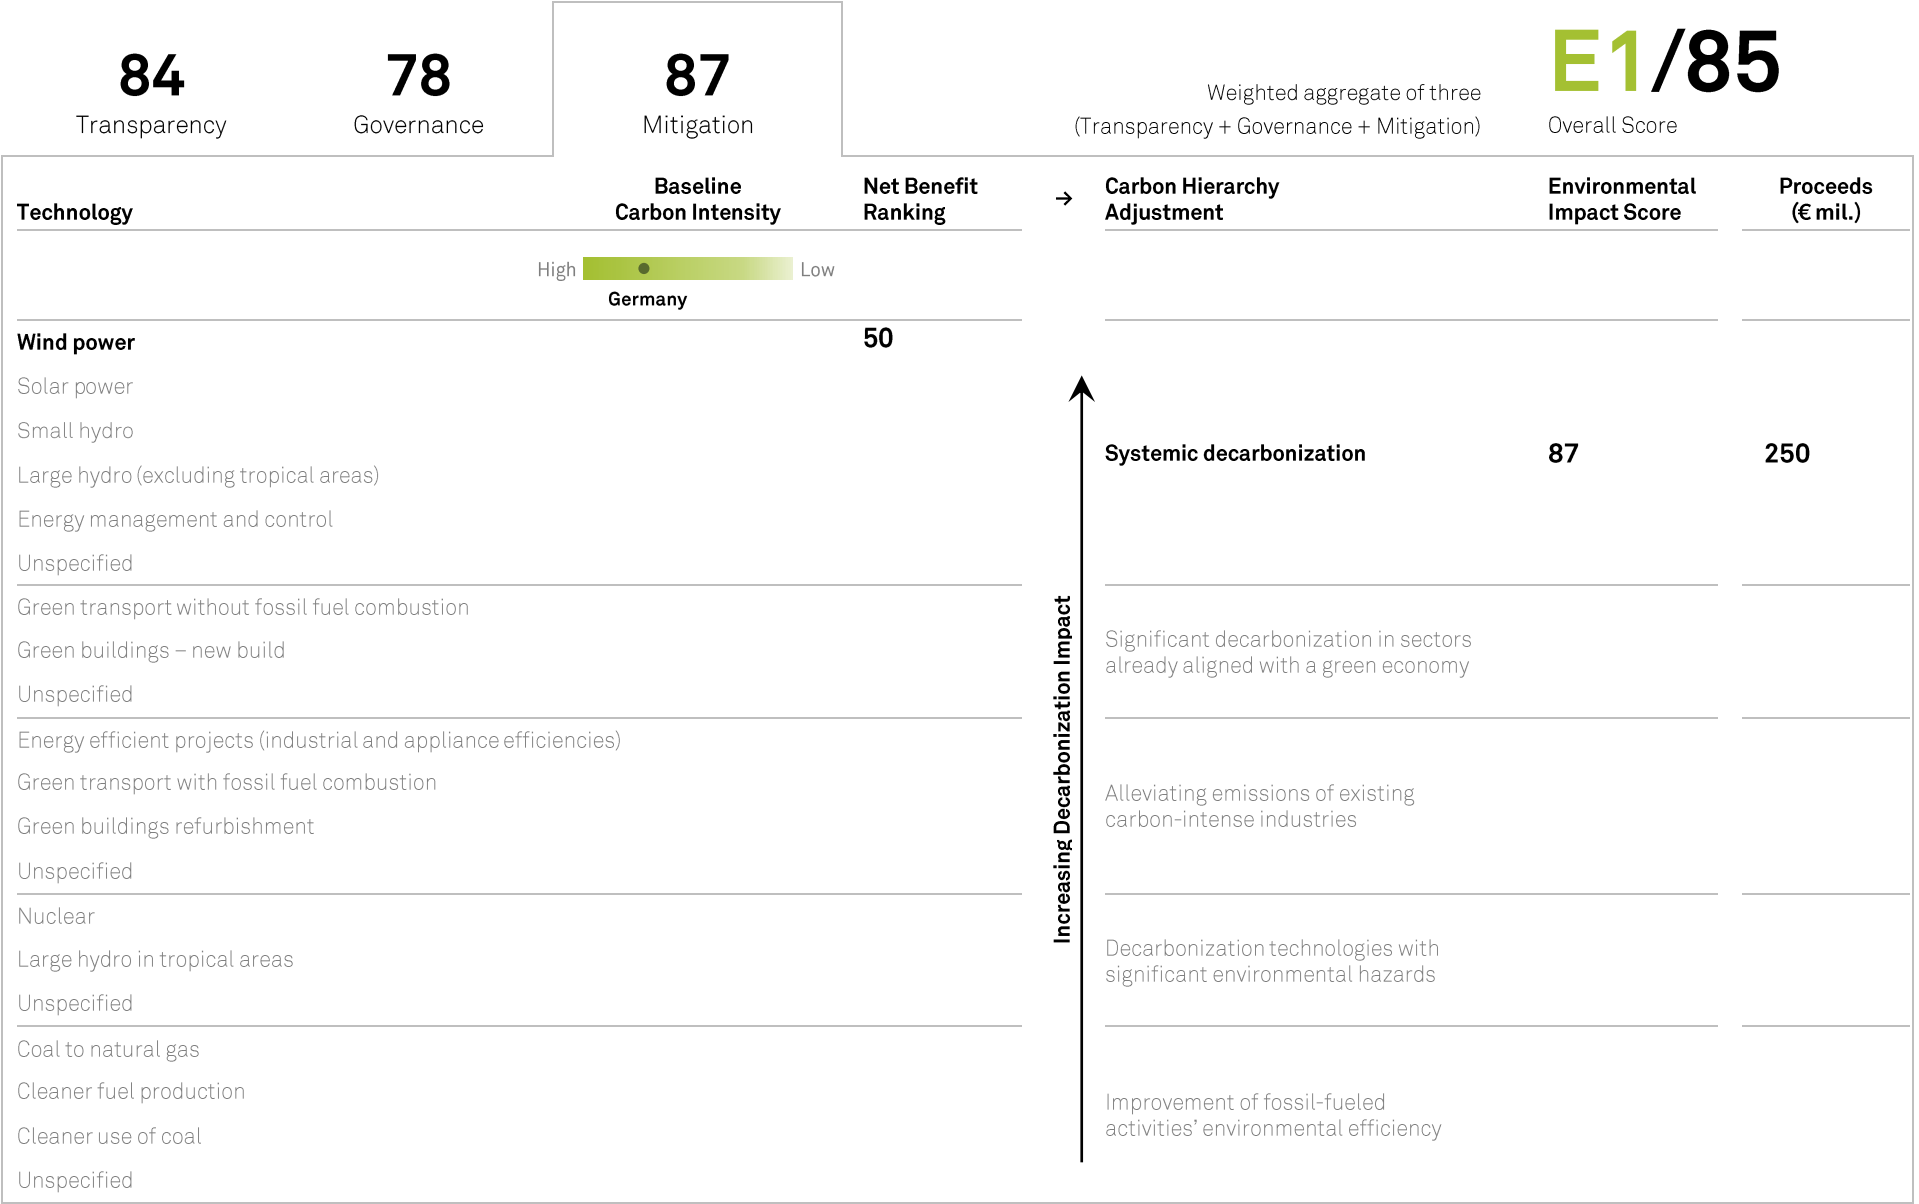 84
Transparency
78
Governance
87
Mitigation
Weighted aggregate of three
(Transparency + Governance + Mitigation)
E1/85
Overall Score
Technology
Baseline
Carbon Intensity
Net Benefit
Ranking
→
Carbon Hierarchy
Adjustment
Environmental
Impact Score
Proceeds
(€ mil.)
High
Low
Germany
Wind power
50
Solar power
Small hydro
Large hydro (excluding tropical areas)
Energy management and control
Unspecified
Systemic decarbonization
87
250
Green transport without fossil fuel combustion
Green buildings – new build
Unspecified
Significant decarbonization in sectors
already aligned with a green economy
Energy efficient projects (industrial and appliance efficiencies)
Green transport with fossil fuel combustion
Green buildings refurbishment
Unspecified
Alleviating emissions of existing
carbon-intense industries
Nuclear
Large hydro in tropical areas
Unspecified
Decarbonization technologies with
significant environmental hazards
Coal to natural gas
Cleaner fuel production
Cleaner use of coal
Unspecified
Improvement of fossil-fueled
activities’ environmental efficiency
Increasing Decarbonization Impact